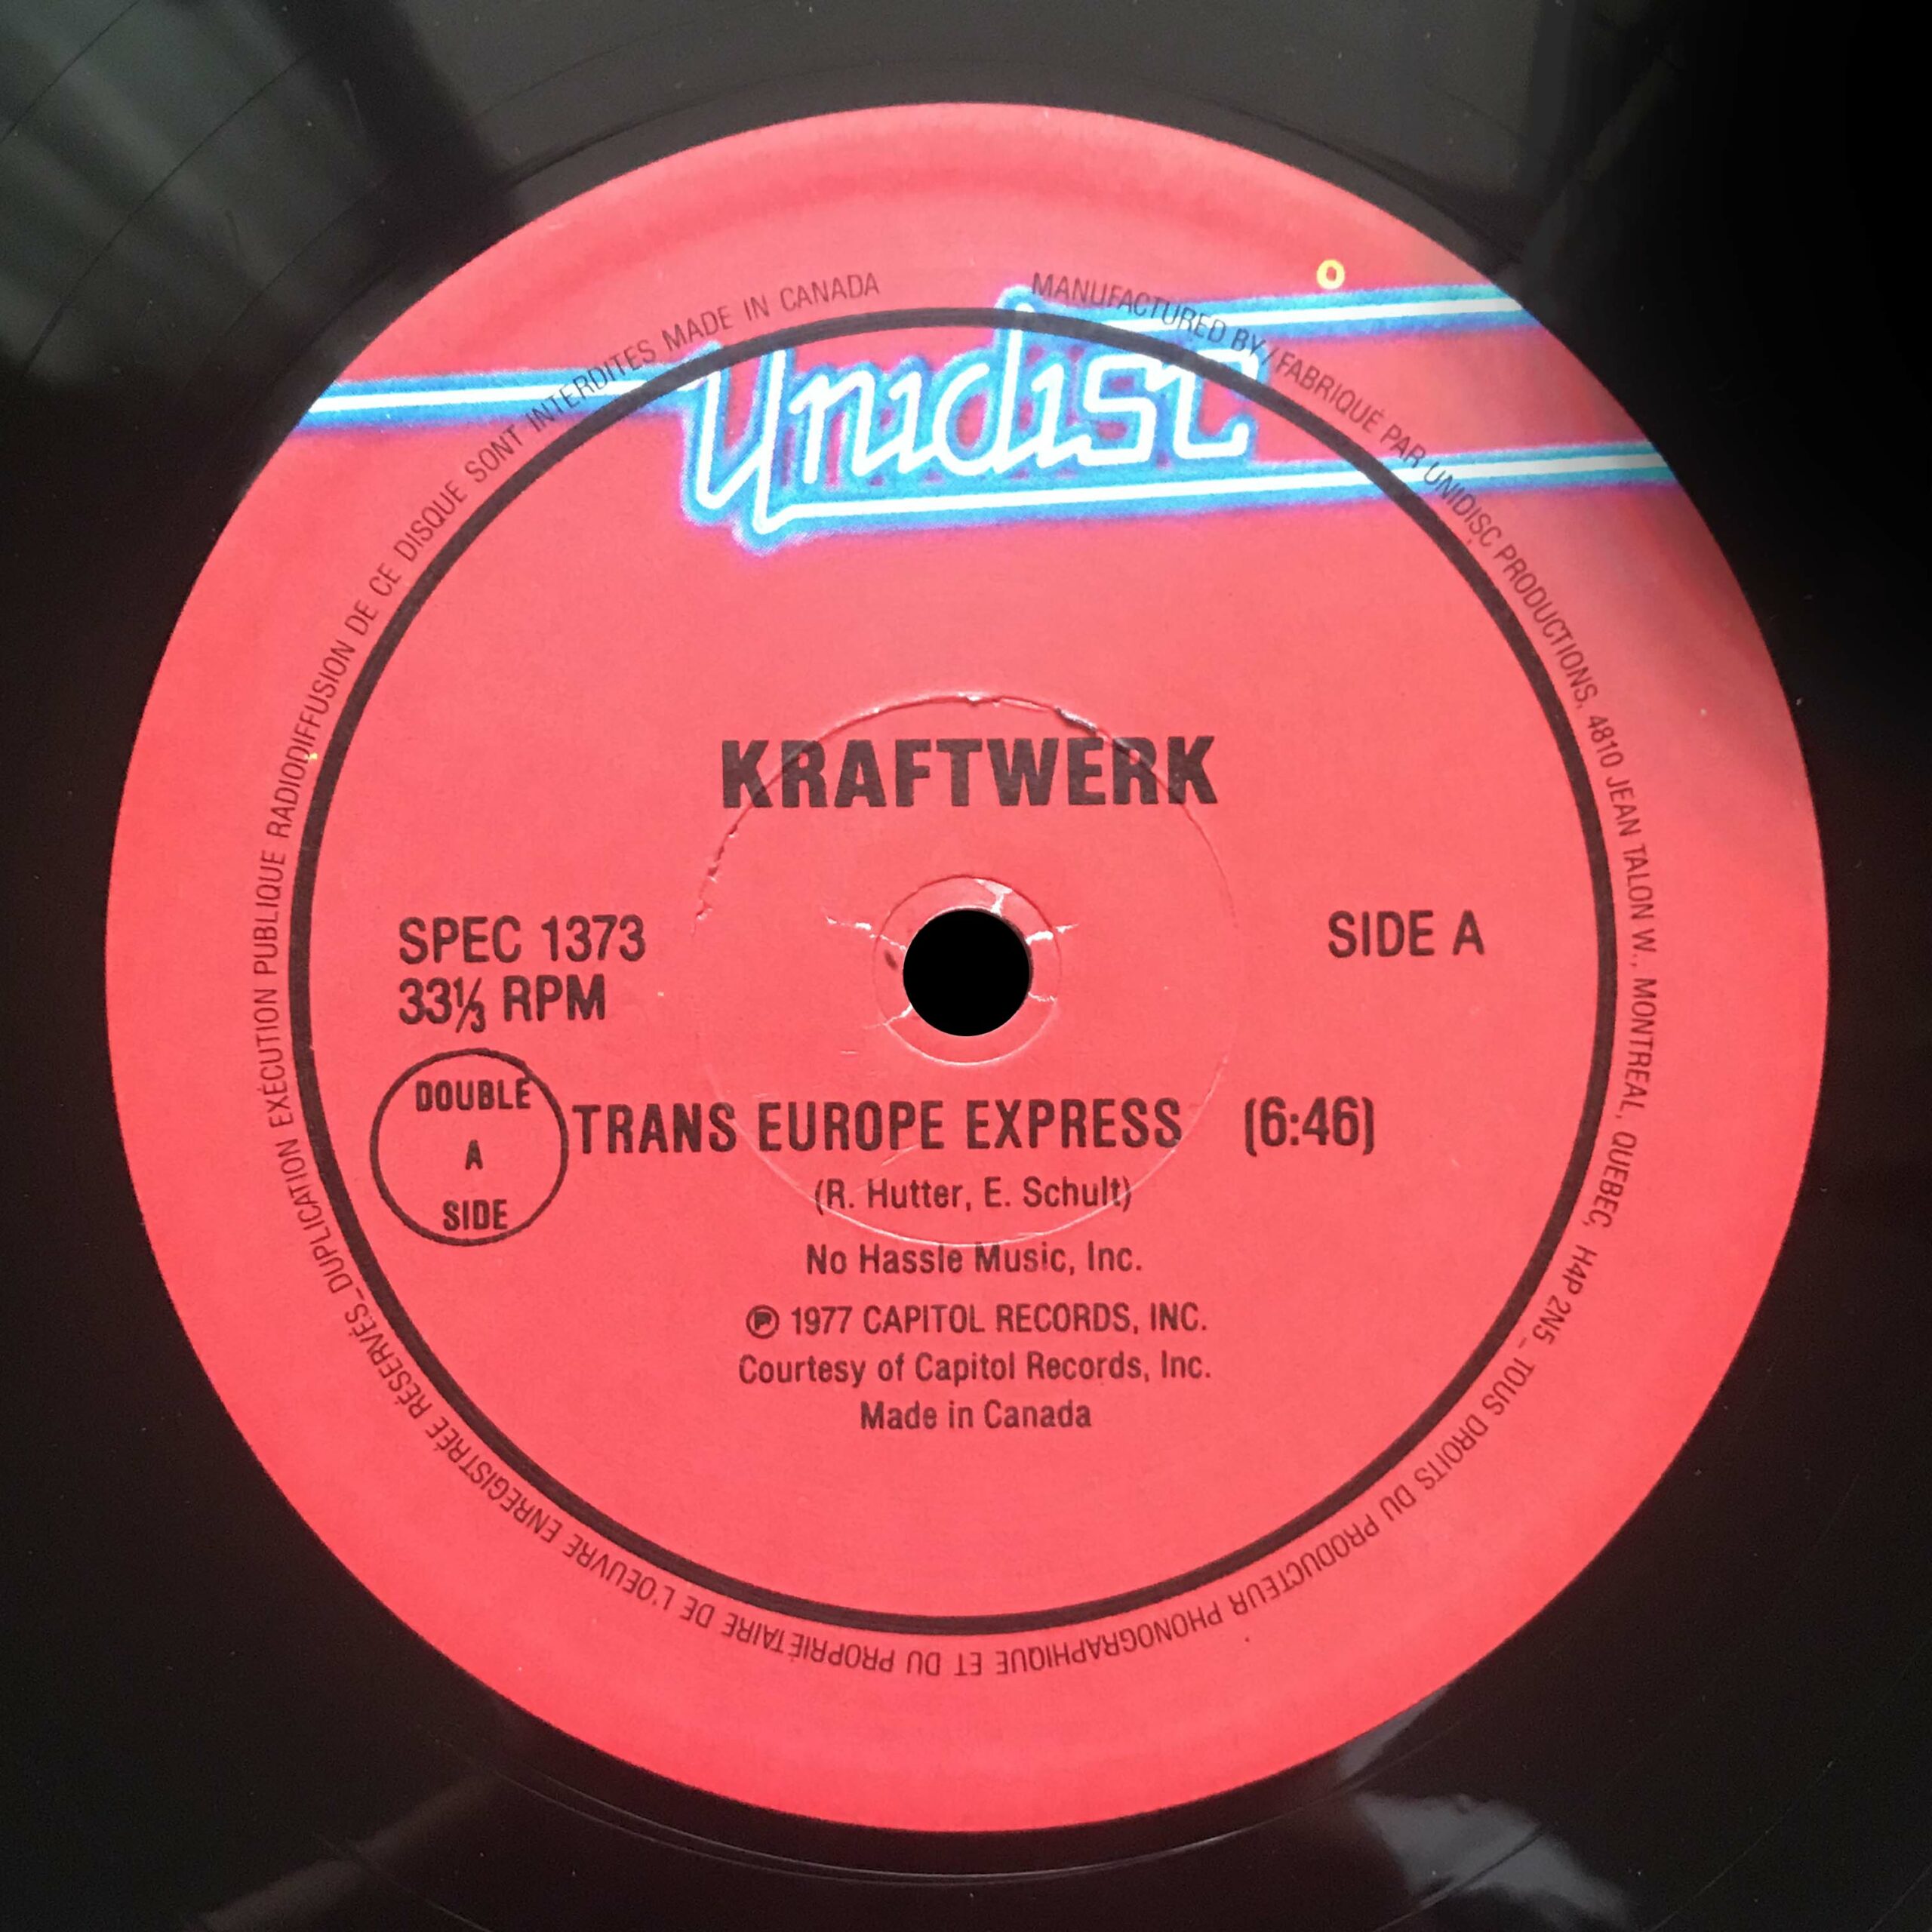 MANUFACTURED BY / FABRIQUÉ PAR UNIDISC PRODUCTIONS, 4810 JEAN TALON W., MONTREAL, QUEBEC, H4P 2N5_ TOUS DROITS DU PRODUCTEUR PHONOGRAPHIQUE ET DU PROPRIÉTAIRE DE L'OEUVRE ENREGISTRÉE RÉSERVÉS_ DUPLICATION EXÉCUTION PUBLIQUE RADIODIFFUSION DE CE DISQUE SONT INTERDITES MADE IN CANADA
Unidisc
KRAFTWERK
SPEC 1373
33⅓ RPM
SIDE A
DOUBLE
A
SIDE
TRANS EUROPE EXPRESS (6:46)
(R. Hutter, E. Schult)
No Hassle Music, Inc.
℗ 1977 CAPITOL RECORDS, INC.
Courtesy of Capitol Records, Inc.
Made in Canada